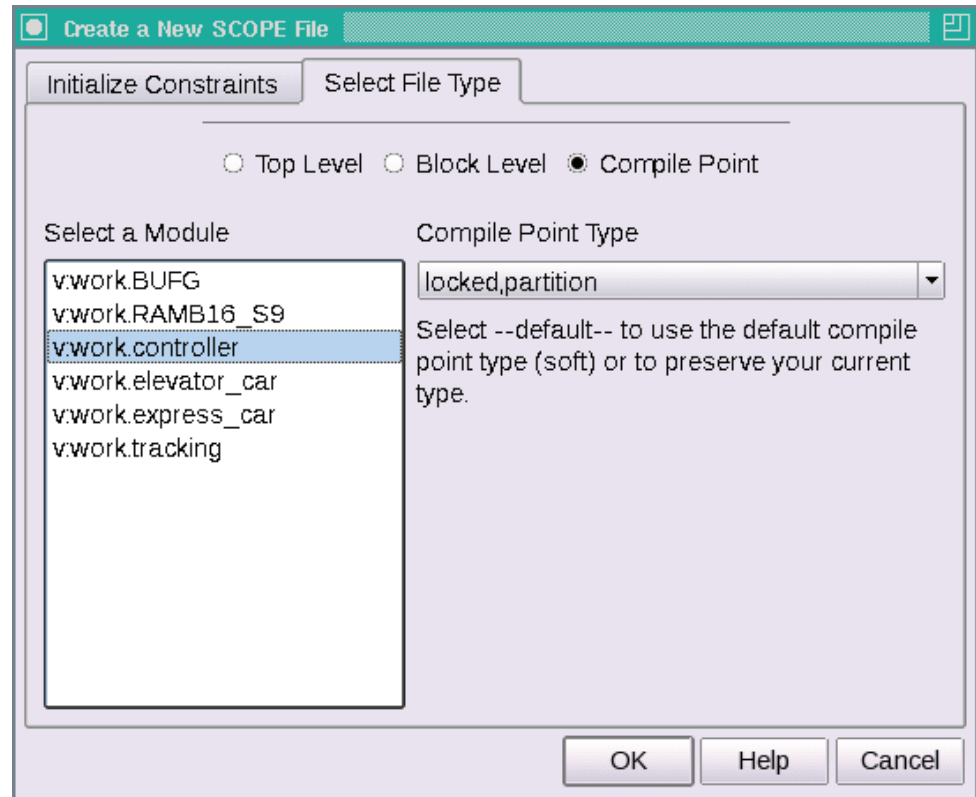 Create a New SCOPE File
Initialize Constraints
Select File Type
Top Level
Block Level
Compile Point
Select a Module
v:work.BUFG
v:work.RAMB16_S9
v:work.controller
v:work.elevator_car
v:work.express_car
v:work.tracking
Compile Point Type
locked,partition
Select --default-- to use the default compile
point type (soft) or to preserve your current
type.
OK
Help
Cancel